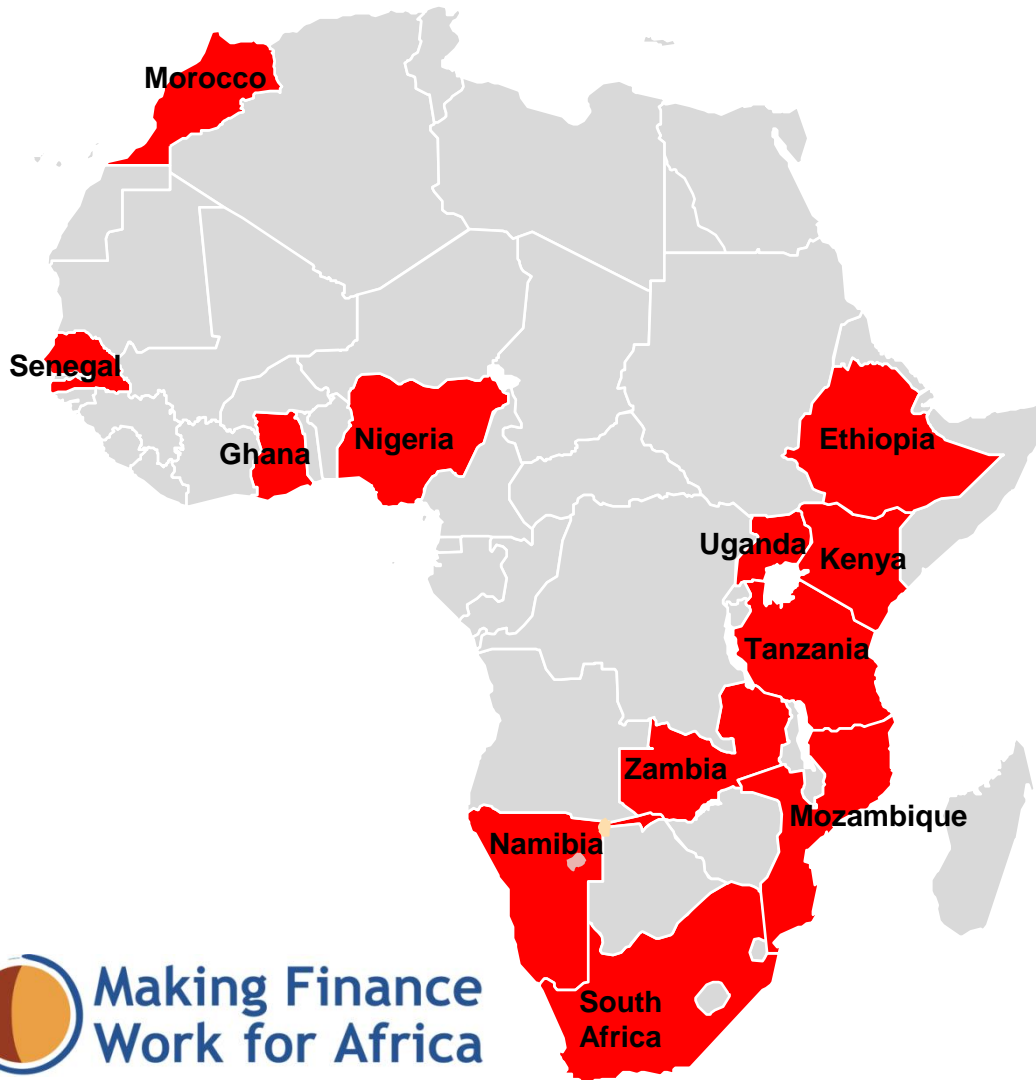 Morocco
Senegal
Ghana
Nigeria
Ethiopia
Uganda
Kenya
Tanzania
Zambia
Mozambique
Namibia
South
Africa
Making Finance
Work for Africa